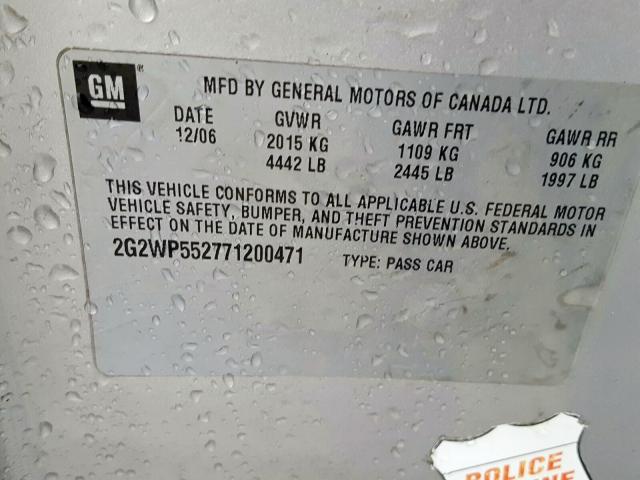 GM®
MFD BY GENERAL MOTORS OF CANADA LTD.
DATE GVWR GAWR FRT GAWR RR
12/06 2015 KG 1109 KG 906 KG
4442 LB 2445 LB 1997 LB
THIS VEHICLE CONFORMS TO ALL APPLICABLE U.S. FEDERAL MOTOR
VEHICLE SAFETY, BUMPER, AND THEFT PREVENTION STANDARDS IN
EFFECT ON THE DATE OF MANUFACTURE SHOWN ABOVE.
2G2WP552771200471 TYPE: PASS CAR
POLICE